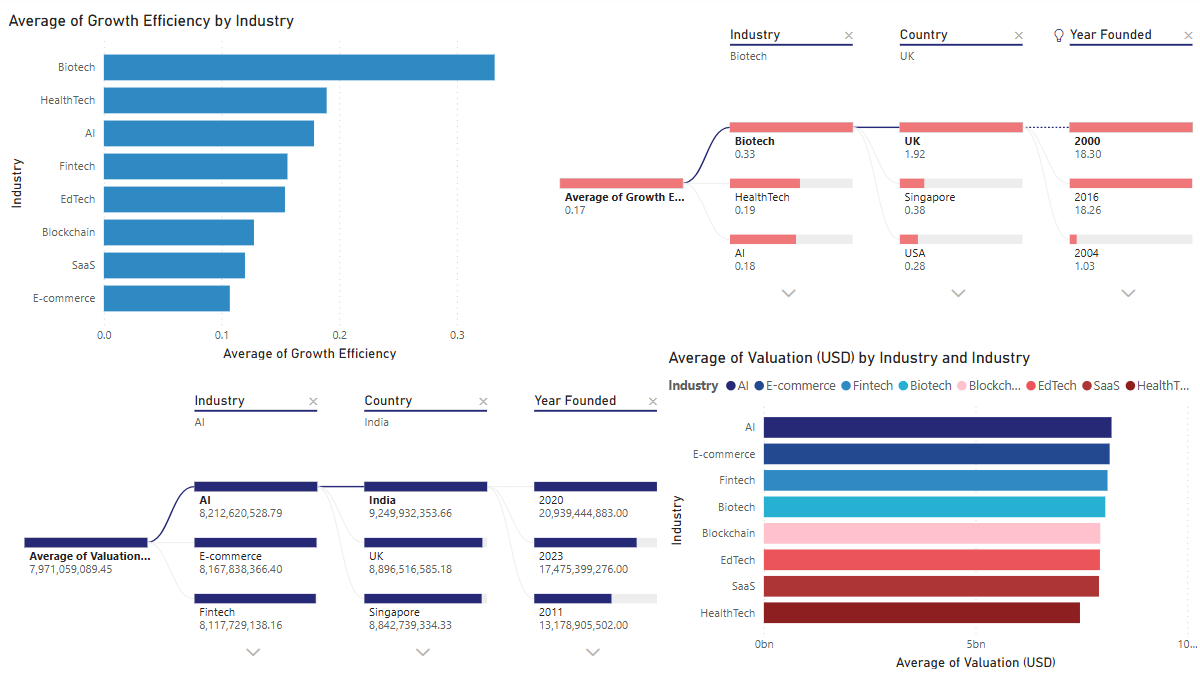 Average of Growth Efficiency by Industry
Biotech
HealthTech
AI
Fintech
EdTech
Blockchain
SaaS
E-commerce
Industry
0.0 0.1 0.2 0.3
Average of Growth Efficiency
Industry Country Year Founded
Biotech UK
Average of Growth E...
0.17
Biotech
0.33
HealthTech
0.19
AI
0.18
UK
1.92
Singapore
0.38
USA
0.28
2000
18.30
2016
18.26
2004
1.03
Industry Country Year Founded
AI India
Average of Valuation...
7,971,059,089.45
AI
8,212,620,528.79
E-commerce
8,167,838,366.40
Fintech
8,117,729,138.16
India
9,249,932,353.66
UK
8,896,516,585.18
Singapore
8,842,739,334.33
2020
20,939,444,883.00
2023
17,475,399,276.00
2011
13,178,905,502.00
Average of Valuation (USD) by Industry and Industry
Industry AI E-commerce Fintech Biotech Blockch... EdTech SaaS HealthT...
AI
E-commerce
Fintech
Biotech
Blockchain
EdTech
SaaS
HealthTech
Industry
0bn 5bn 10...
Average of Valuation (USD)